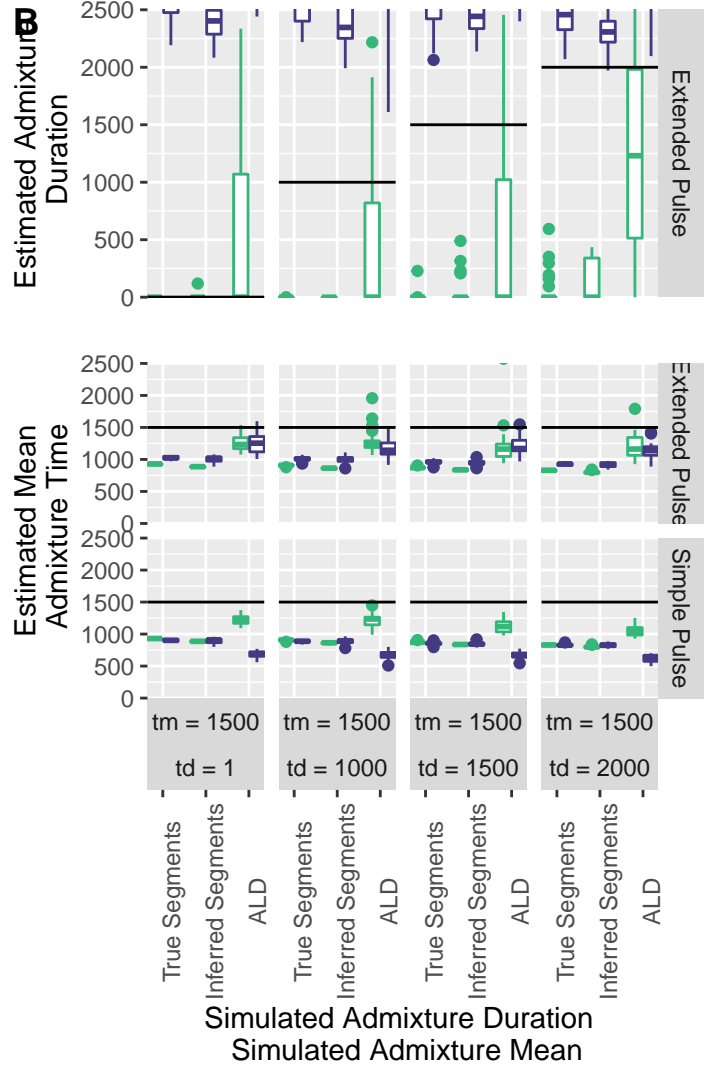 B
Estimated Admixture
Duration
2500
2000
1500
1000
500
0
Extended Pulse
Estimated Mean
Admixture Time
2500
2000
1500
1000
500
0
Extended Pulse
2500
2000
1500
1000
500
0
Simple Pulse
tm = 1500 tm = 1500 tm = 1500 tm = 1500
td = 1 td = 1000 td = 1500 td = 2000
True Segments
Inferred Segments
ALD
True Segments
Inferred Segments
ALD
True Segments
Inferred Segments
ALD
True Segments
Inferred Segments
ALD
Simulated Admixture Duration
Simulated Admixture Mean